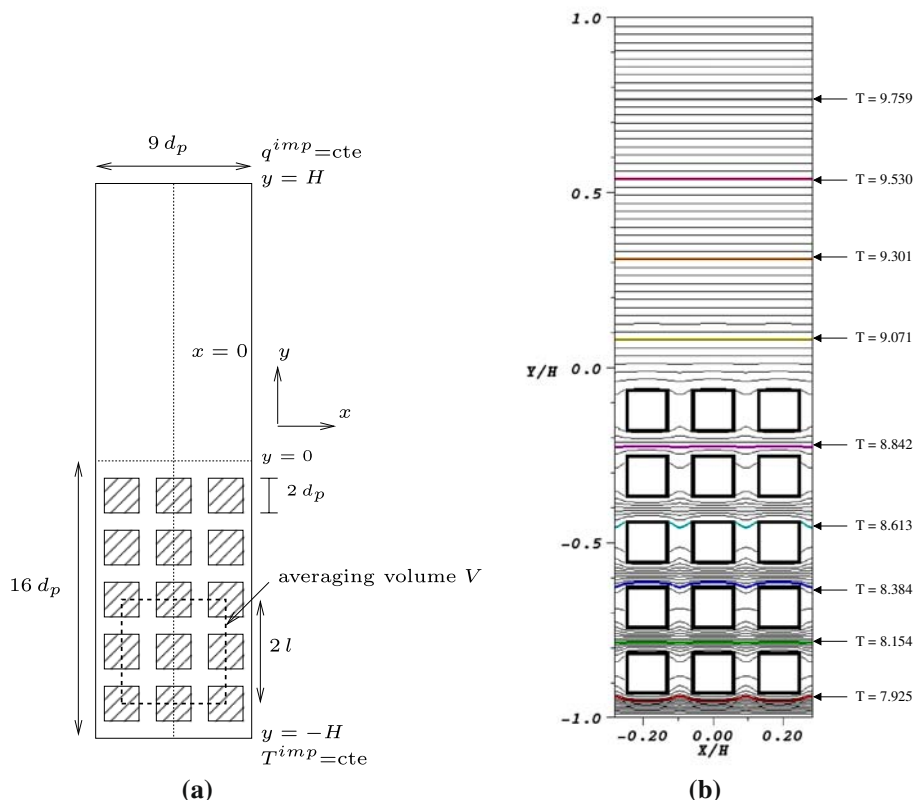 9 d_p
q^{imp}=cte
y = H
x = 0
y
x
y = 0
2 d_p
16 d_p
averaging volume V
2 l
y = −H
T^{imp}=cte
(a)
1.0
0.5
Y/H
0.0
-0.5
-1.0
-0.20
0.00
0.20
X/H
T = 9.759
T = 9.530
T = 9.301
T = 9.071
T = 8.842
T = 8.613
T = 8.384
T = 8.154
T = 7.925
(b)